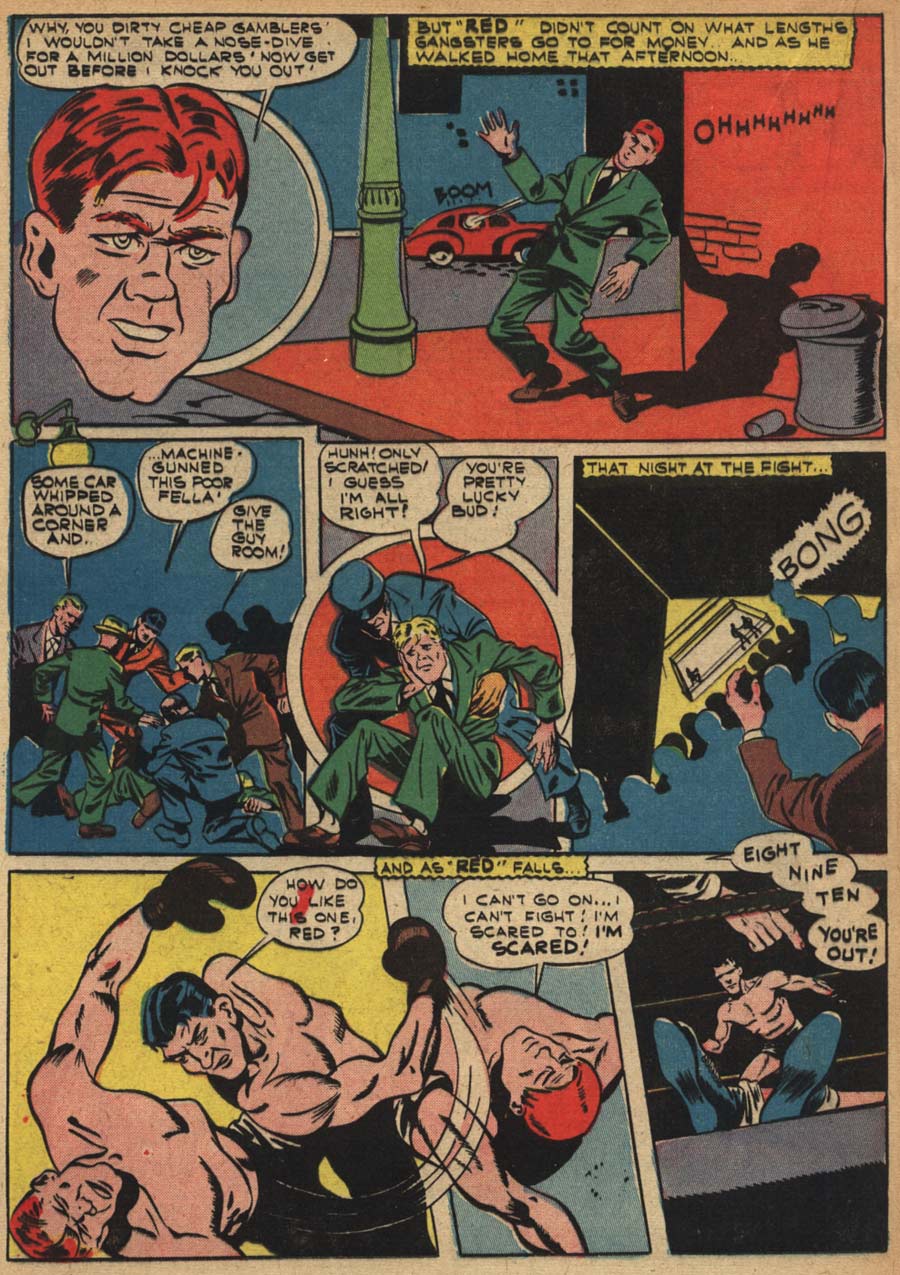 WHY, YOU DIRTY CHEAP GAMBLERS!
I WOULDN'T TAKE A NOSE-DIVE
FOR A MILLION DOLLARS! NOW GET
OUT BEFORE I KNOCK YOU OUT!
BUT "RED" DIDN'T COUNT ON WHAT LENGTHS
GANGSTERS GO TO FOR MONEY.. AND AS HE
WALKED HOME THAT AFTERNOON...
BOOM
OHHHHHHHH
SOME CAR
WHIPPED
AROUND A
CORNER
AND..
...MACHINE-
GUNNED
THIS POOR
FELLA!
GIVE
THE
GUY
ROOM!
HUNH! ONLY
SCRATCHED!
I GUESS
I'M ALL
RIGHT!
YOU'RE
PRETTY
LUCKY
BUD!
THAT NIGHT AT THE FIGHT...
BONG
HOW DO
YOU LIKE
THIS ONE,
RED?
AND AS "RED" FALLS...
I CAN'T GO ON...I
CAN'T FIGHT! I'M
SCARED TO! I'M
SCARED!
EIGHT
NINE
TEN
YOU'RE
OUT!